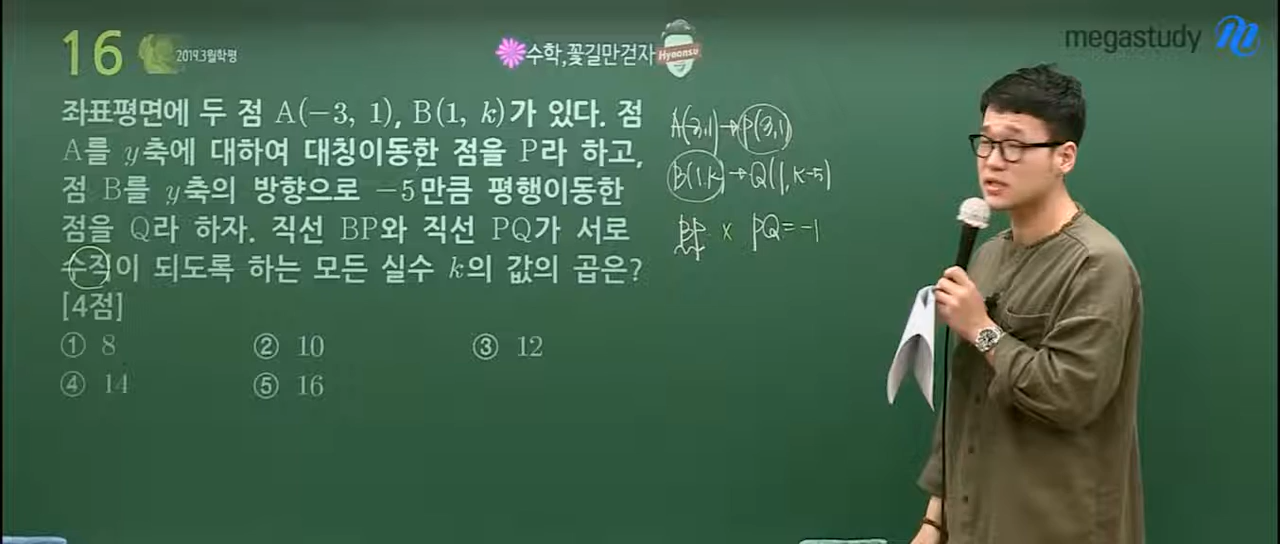 16 2019.3월학평
수학,꽃길만걷자
Hyeonsu
megastudy
좌표평면에 두 점 A(−3, 1), B(1, k)가 있다. 점
A를 y축에 대하여 대칭이동한 점을 P라 하고,
점 B를 y축의 방향으로 −5만큼 평행이동한
점을 Q라 하자. 직선 BP와 직선 PQ가 서로
수직이 되도록 하는 모든 실수 k의 값의 곱은?
[4점]
① 8 ② 10 ③ 12
④ 14 ⑤ 16
A(-3,1)→P(3,1)
B(1,k)→Q(1,k-5)
BP × PQ=-1